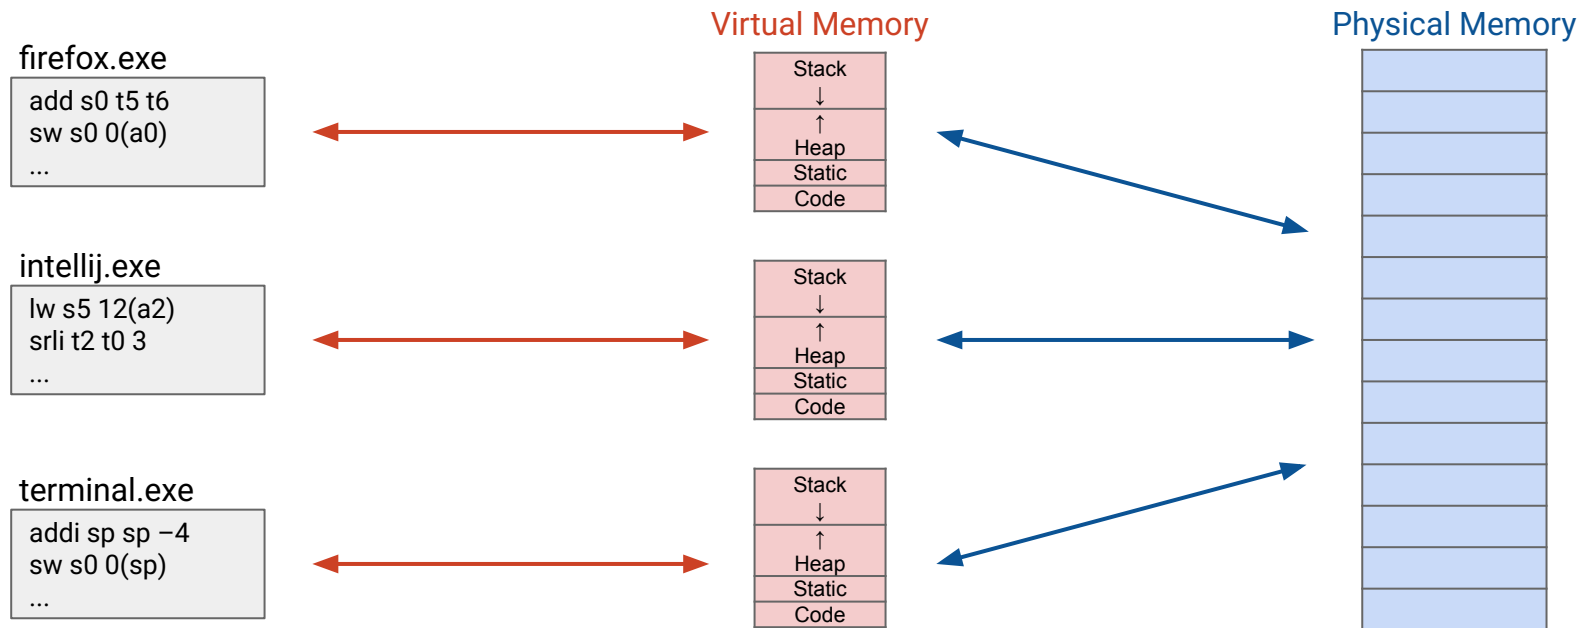 Virtual Memory
Physical Memory
firefox.exe
add s0 t5 t6
sw s0 0(a0)
...
Stack
↓
↑
Heap
Static
Code
intellij.exe
lw s5 12(a2)
srli t2 t0 3
...
Stack
↓
↑
Heap
Static
Code
terminal.exe
addi sp sp −4
sw s0 0(sp)
...
Stack
↓
↑
Heap
Static
Code